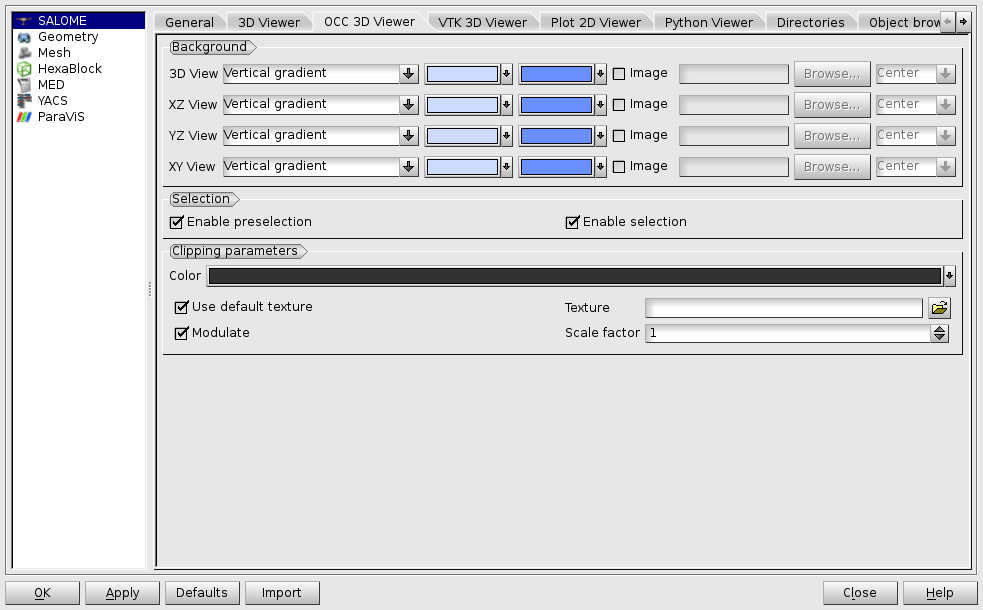 SALOME
Geometry
Mesh
HexaBlock
MED
YACS
ParaViS
General 3D Viewer OCC 3D Viewer VTK 3D Viewer Plot 2D Viewer Python Viewer Directories Object brow
Background
3D View Vertical gradient Image Browse... Center
XZ View Vertical gradient Image Browse... Center
YZ View Vertical gradient Image Browse... Center
XY View Vertical gradient Image Browse... Center
Selection
Enable preselection Enable selection
Clipping parameters
Color
Use default texture Texture
Modulate Scale factor 1
OK Apply Defaults Import Close Help